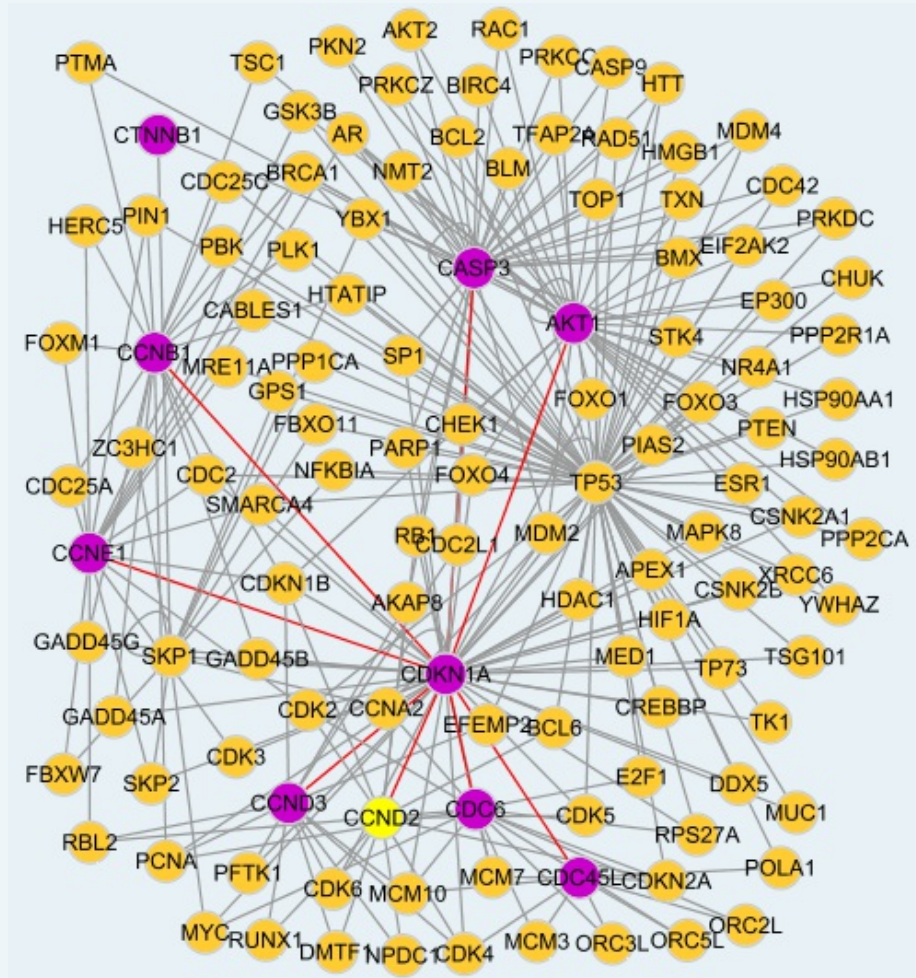 RAC1
AKT2
PKN2
PRKCC
PTMA
TSC1
CASP9
PRKCZ
BIRC4
HTT
GSK3B
CTNNB1
AR
BCL2
TFAP2A
RAD51
MDM4
HMGB1
CDC25C
BRCA1
NMT2
BLM
CDC42
TOP1
TXN
HERC5
PIN1
YBX1
PRKDC
PBK
PLK1
CASP3
BMX
EIF2AK2
CHUK
HTATIP
EP300
CABLES1
AKT1
FOXM1
CCNB1
STK4
PPP2R1A
MRE11A
PPP1CA
SP1
NR4A1
GPS1
FOXO1
FOXO3
HSP90AA1
FBXO11
CHEK1
PTEN
ZC3HC1
PARP1
PIAS2
HSP90AB1
CDC25A
CDC2
NFKBIA
FOXO4
TP53
ESR1
SMARCA4
CSNK2A1
RB1
CDC2L1
MDM2
MAPK8
PPP2CA
CCNE1
APEX1
XRCC6
CDKN1B
CSNK2B
AKAP8
HDAC1
YWHAZ
HIF1A
GADD45G
SKP1
GADD45B
MED1
TSG101
CDKN1A
TP73
GADD45A
CDK2
CCNA2
CREBBP
TK1
EFEMP2
BCL6
CDK3
FBXW7
SKP2
E2F1
DDX5
CCND3
CCND2
CDC6
CDK5
MUC1
RBL2
RPS27A
PCNA
PFTK1
POLA1
CDK6
MCM10
MCM7
CDC45L
CDKN2A
MYC
RUNX1
ORC2L
DMTF1
NPDC1
CDK4
MCM3
ORC3L
ORC5L